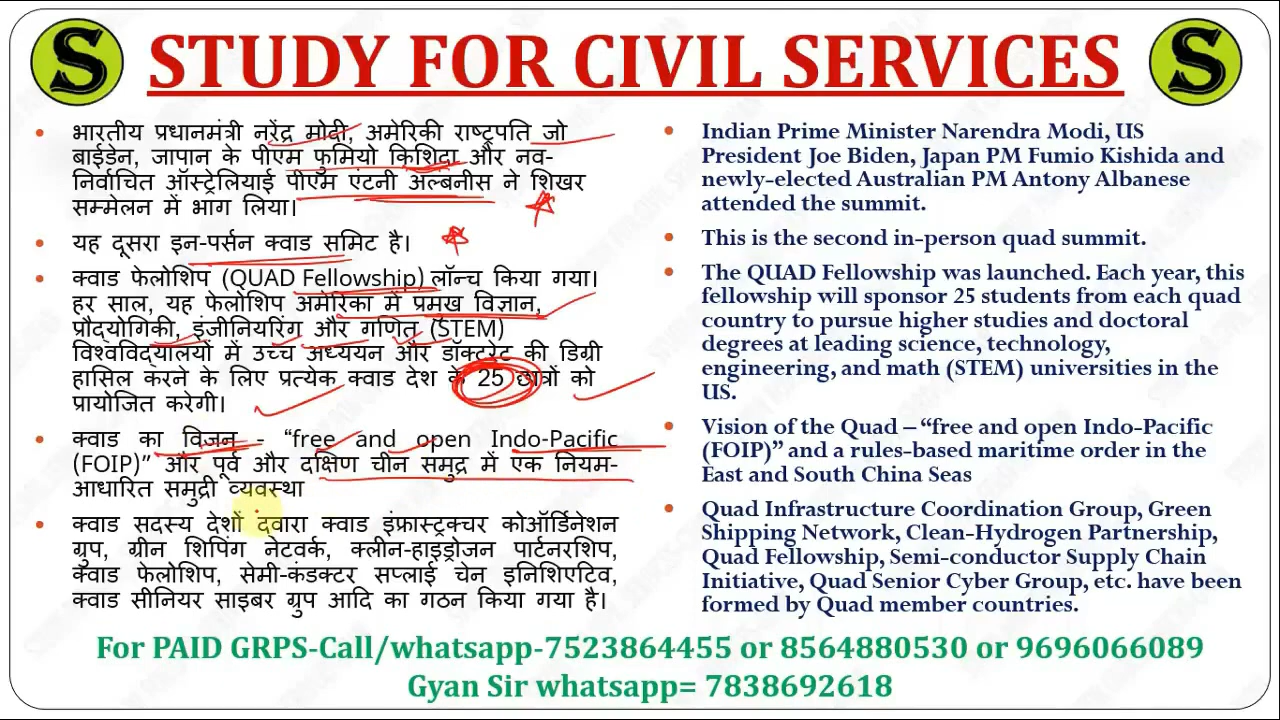 S
STUDY FOR CIVIL SERVICES
S
• भारतीय प्रधानमंत्री नरेंद्र मोदी, अमेरिकी राष्ट्रपति जो
बाईडेन, जापान के पीएम फुमियो किशिदा और नव-
निर्वाचित ऑस्ट्रेलियाई पीएम एंटनी अल्बनीस ने शिखर
सम्मेलन में भाग लिया।
• यह दूसरा इन-पर्सन क्वाड समिट है।
• क्वाड फेलोशिप (QUAD Fellowship) लॉन्च किया गया।
हर साल, यह फेलोशिप अमेरिका में प्रमुख विज्ञान,
प्रौद्योगिकी, इंजीनियरिंग और गणित (STEM)
विश्वविद्यालयों में उच्च अध्ययन और डॉक्टरेट की डिग्री
हासिल करने के लिए प्रत्येक क्वाड देश के 25 छात्रों को
प्रायोजित करेगी।
• क्वाड का विजन - “free and open Indo-Pacific
(FOIP)” और पूर्व और दक्षिण चीन समुद्र में एक नियम-
आधारित समुद्री व्यवस्था
• क्वाड सदस्य देशों द्वारा क्वाड इंफ्रास्ट्रक्चर कोऑर्डिनेशन
ग्रुप, ग्रीन शिपिंग नेटवर्क, क्लीन-हाइड्रोजन पार्टनरशिप,
क्वाड फेलोशिप, सेमी-कंडक्टर सप्लाई चेन इनिशिएटिव,
क्वाड सीनियर साइबर ग्रुप आदि का गठन किया गया है।
• Indian Prime Minister Narendra Modi, US
President Joe Biden, Japan PM Fumio Kishida and
newly-elected Australian PM Antony Albanese
attended the summit.
• This is the second in-person quad summit.
• The QUAD Fellowship was launched. Each year, this
fellowship will sponsor 25 students from each quad
country to pursue higher studies and doctoral
degrees at leading science, technology,
engineering, and math (STEM) universities in the
US.
• Vision of the Quad – “free and open Indo-Pacific
(FOIP)” and a rules-based maritime order in the
East and South China Seas
• Quad Infrastructure Coordination Group, Green
Shipping Network, Clean-Hydrogen Partnership,
Quad Fellowship, Semi-conductor Supply Chain
Initiative, Quad Senior Cyber Group, etc. have been
formed by Quad member countries.
For PAID GRPS-Call/whatsapp-7523864455 or 8564880530 or 9696066089
Gyan Sir whatsapp= 7838692618